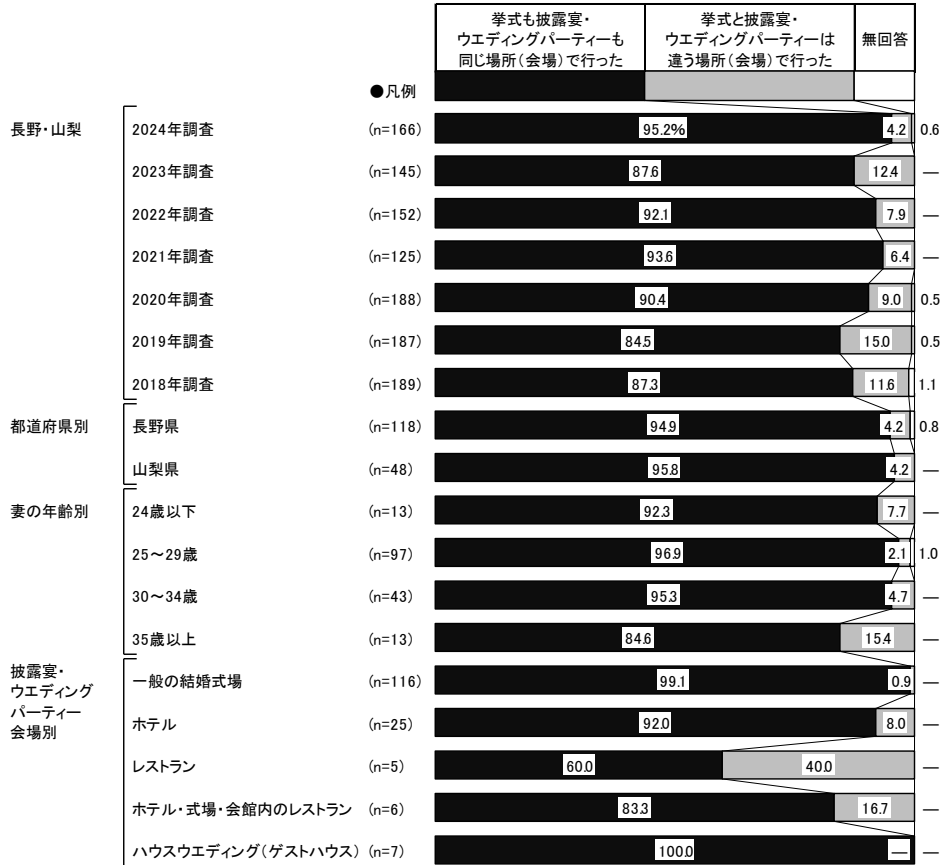 挙式も披露宴・
ウエディングパーティーも
同じ場所(会場)で行った
挙式と披露宴・
ウエディングパーティーは
違う場所(会場)で行った
無回答
●凡例
長野・山梨
2024年調査 (n=166) 95.2% 4.2 0.6
2023年調査 (n=145) 87.6 12.4 —
2022年調査 (n=152) 92.1 7.9 —
2021年調査 (n=125) 93.6 6.4 —
2020年調査 (n=188) 90.4 9.0 0.5
2019年調査 (n=187) 84.5 15.0 0.5
2018年調査 (n=189) 87.3 11.6 1.1
都道府県別
長野県 (n=118) 94.9 4.2 0.8
山梨県 (n=48) 95.8 4.2 —
妻の年齢別
24歳以下 (n=13) 92.3 7.7 —
25～29歳 (n=97) 96.9 2.1 1.0
30～34歳 (n=43) 95.3 4.7 —
35歳以上 (n=13) 84.6 15.4 —
披露宴・
ウエディング
パーティー
会場別
一般の結婚式場 (n=116) 99.1 0.9 —
ホテル (n=25) 92.0 8.0 —
レストラン (n=5) 60.0 40.0 —
ホテル・式場・会館内のレストラン (n=6) 83.3 16.7 —
ハウスウエディング(ゲストハウス) (n=7) 100.0 — —